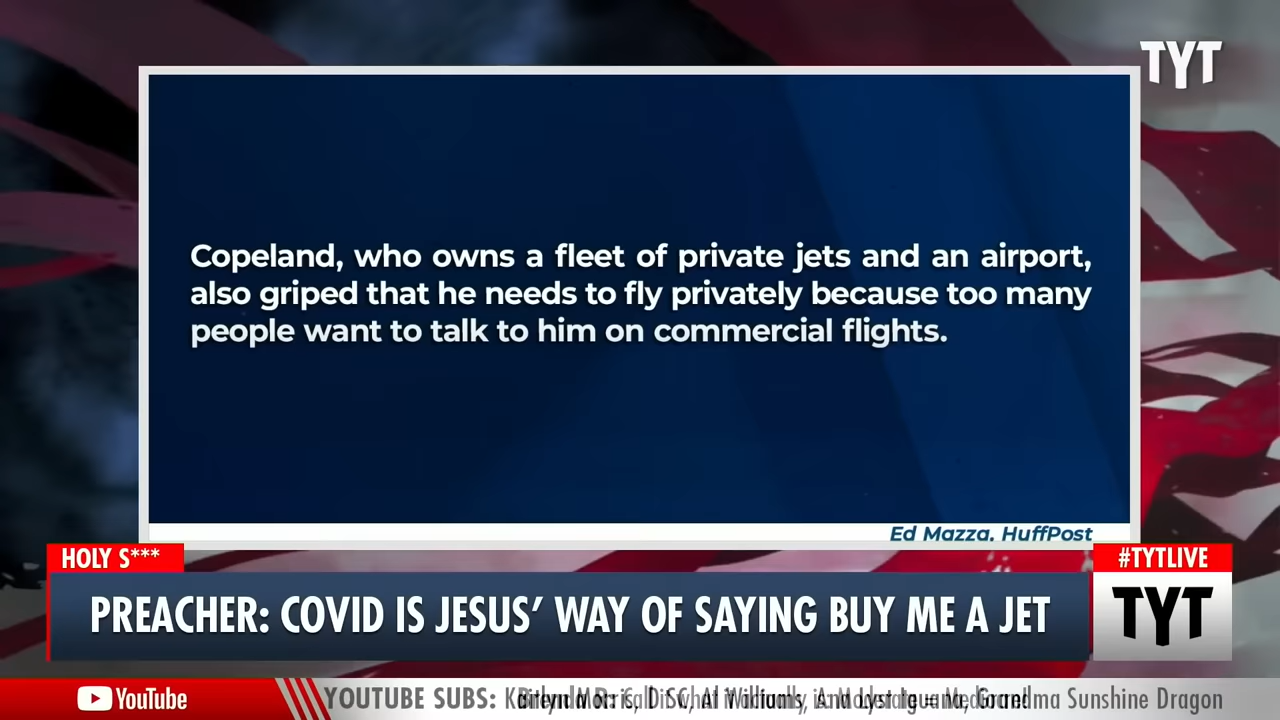 TYT
Copeland, who owns a fleet of private jets and an airport,
also griped that he needs to fly privately because too many
people want to talk to him on commercial flights.
Ed Mazza, HuffPost
HOLY S***
#TYTLIVE
PREACHER: COVID IS JESUS’ WAY OF SAYING BUY ME A JET
TYT
YouTube
YOUTUBE SUBS: Sunshine Dragon